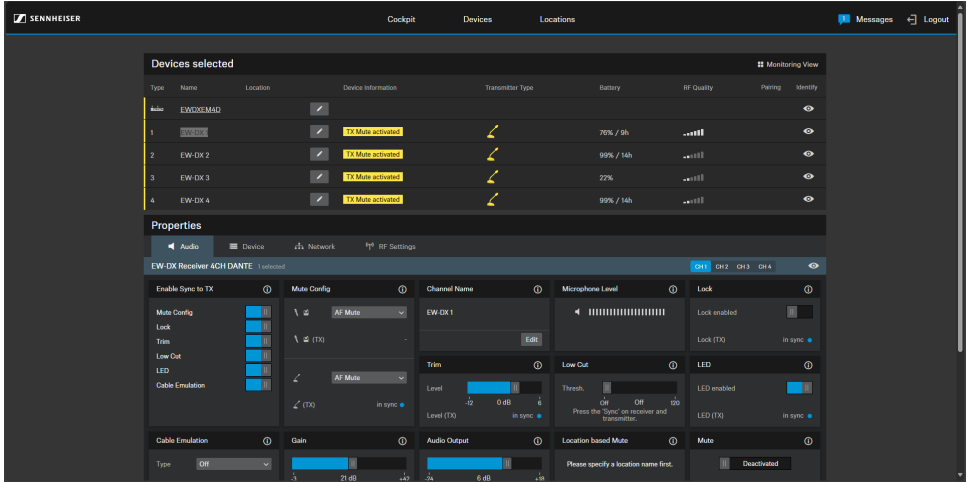 SENNHEISER Cockpit Devices Locations 1 Messages Logout
Devices selected Monitoring View
Type Name Location Device Information Transmitter Type Battery RF Quality Pairing Identify
EWDXEM4D
1 EW-DX 1 TX Mute activated 76% / 9h
2 EW-DX 2 TX Mute activated 99% / 14h
3 EW-DX 3 TX Mute activated 22%
4 EW-DX 4 TX Mute activated 99% / 14h
Properties
Audio Device Network RF Settings
EW-DX Receiver 4CH DANTE 1 selected CH 1 CH 2 CH 3 CH 4
Enable Sync to TX
Mute Config
Lock
Trim
Low Cut
LED
Cable Emulation
Mute Config
AF Mute
(TX) -
AF Mute
(TX) in sync
Channel Name
EW-DX 1
Edit
Microphone Level
Lock
Lock enabled
Lock (TX) in sync
Trim
Level
-12 0 dB 6
Level (TX) in sync
Low Cut
Thresh.
Off Off 120
Press the 'Sync' on receiver and
transmitter.
LED
LED enabled
LED (TX) in sync
Cable Emulation
Type Off
Gain
-3 21 dB +42
Audio Output
-24 6 dB +18
Location based Mute
Please specify a location name first.
Mute
Deactivated